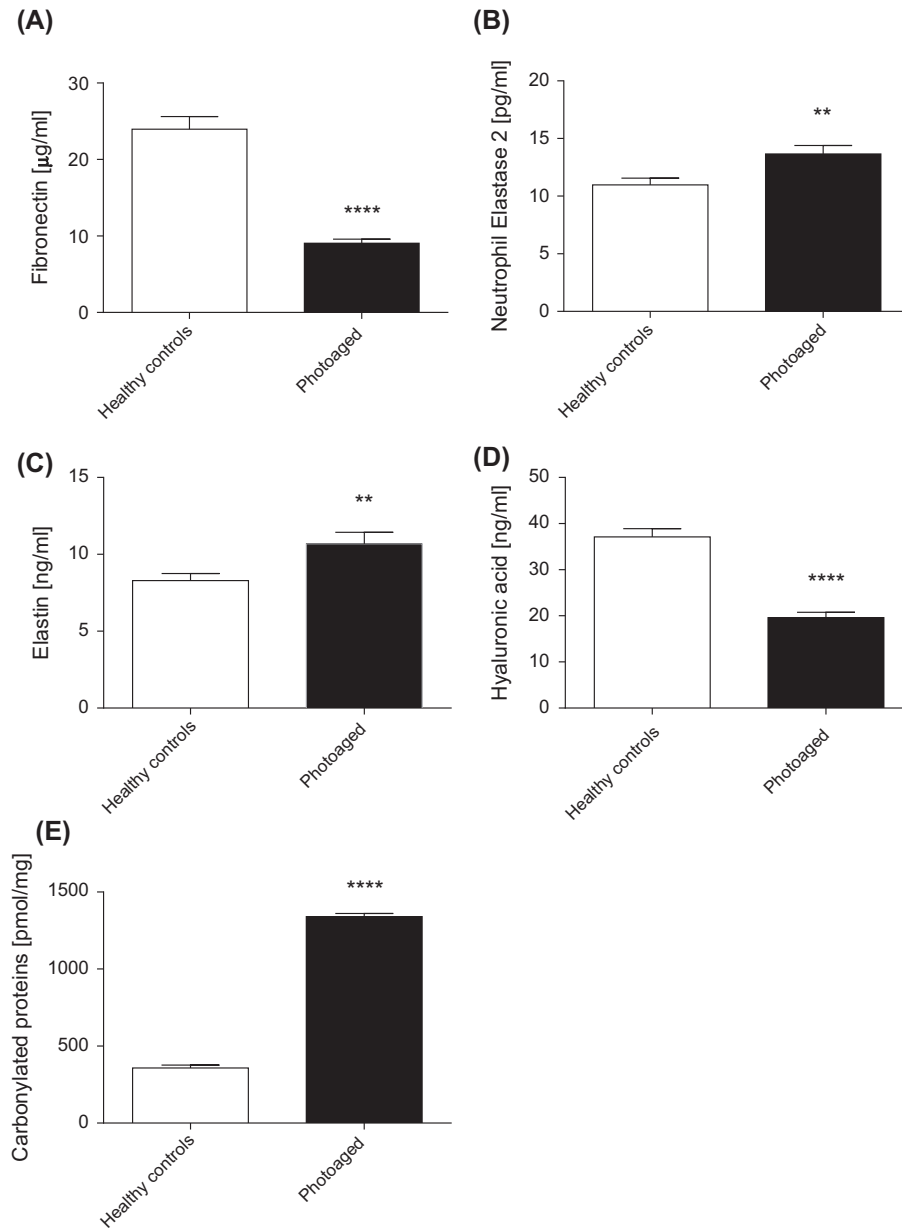 (A)
Fibronectin [µg/ml]
30
20
10
0
****
Healthy controls
Photoaged
(B)
Neutrophil Elastase 2 [pg/ml]
20
15
10
5
0
**
Healthy controls
Photoaged
(C)
Elastin [ng/ml]
15
10
5
0
**
Healthy controls
Photoaged
(D)
Hyaluronic acid [ng/ml]
50
40
30
20
10
0
****
Healthy controls
Photoaged
(E)
Carbonylated proteins [pmol/mg]
1500
1000
500
0
****
Healthy controls
Photoaged